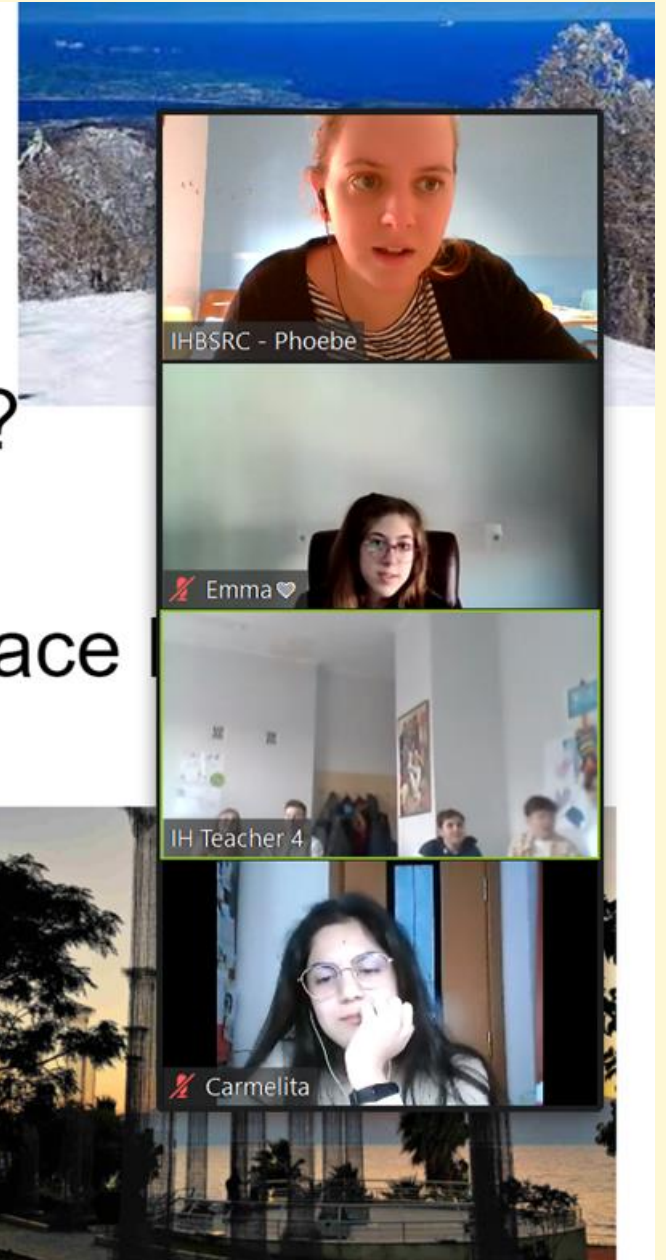 IHBSRC - Phoebe
?
Emma🤍
ace
IH Teacher 4
Carmelita